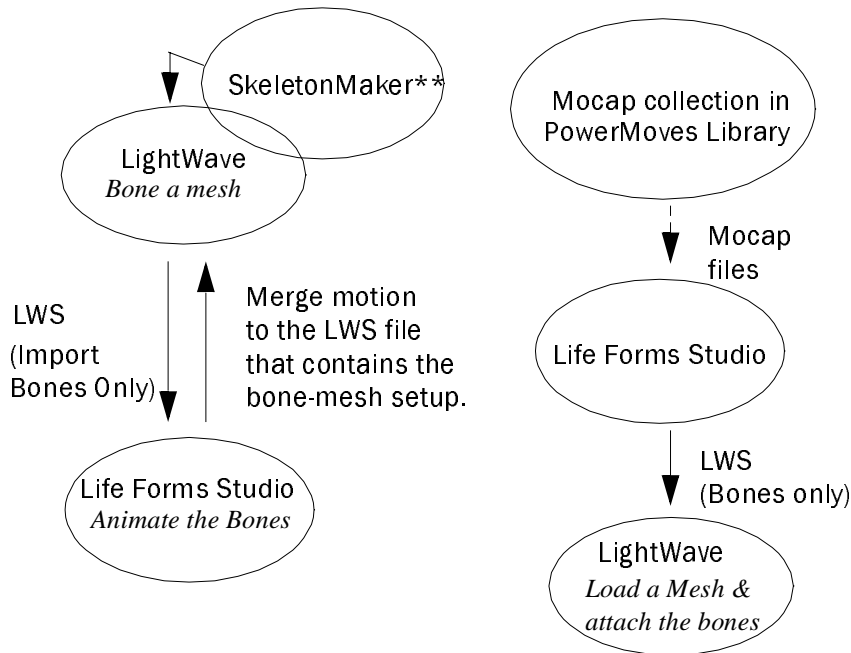 SkeletonMaker**
LightWave
Bone a mesh
LWS
(Import
Bones Only)
Merge motion
to the LWS file
that contains the
bone-mesh setup.
Life Forms Studio
Animate the Bones
Mocap collection in
PowerMoves Library
Mocap
files
Life Forms Studio
LWS
(Bones only)
LightWave
Load a Mesh &
attach the bones